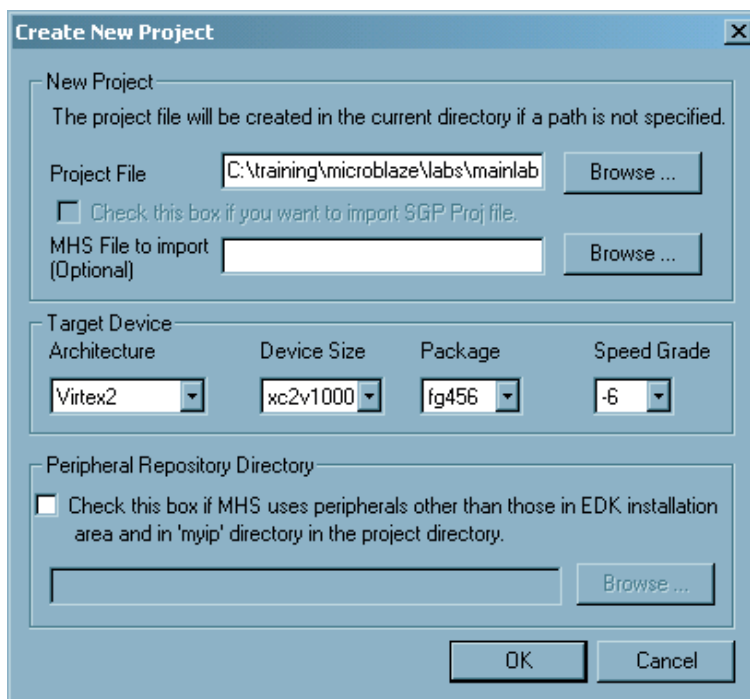 Create New Project
New Project
The project file will be created in the current directory if a path is not specified.
Project File
C:\training\microblaze\labs\mainlab
Browse ...
Check this box if you want to import SGP Proj file.
MHS File to import
(Optional)
Browse ...
Target Device
Architecture
Device Size
Package
Speed Grade
Virtex2
xc2v1000
fg456
-6
Peripheral Repository Directory
Check this box if MHS uses peripherals other than those in EDK installation
area and in 'myip' directory in the project directory.
Browse ...
OK
Cancel